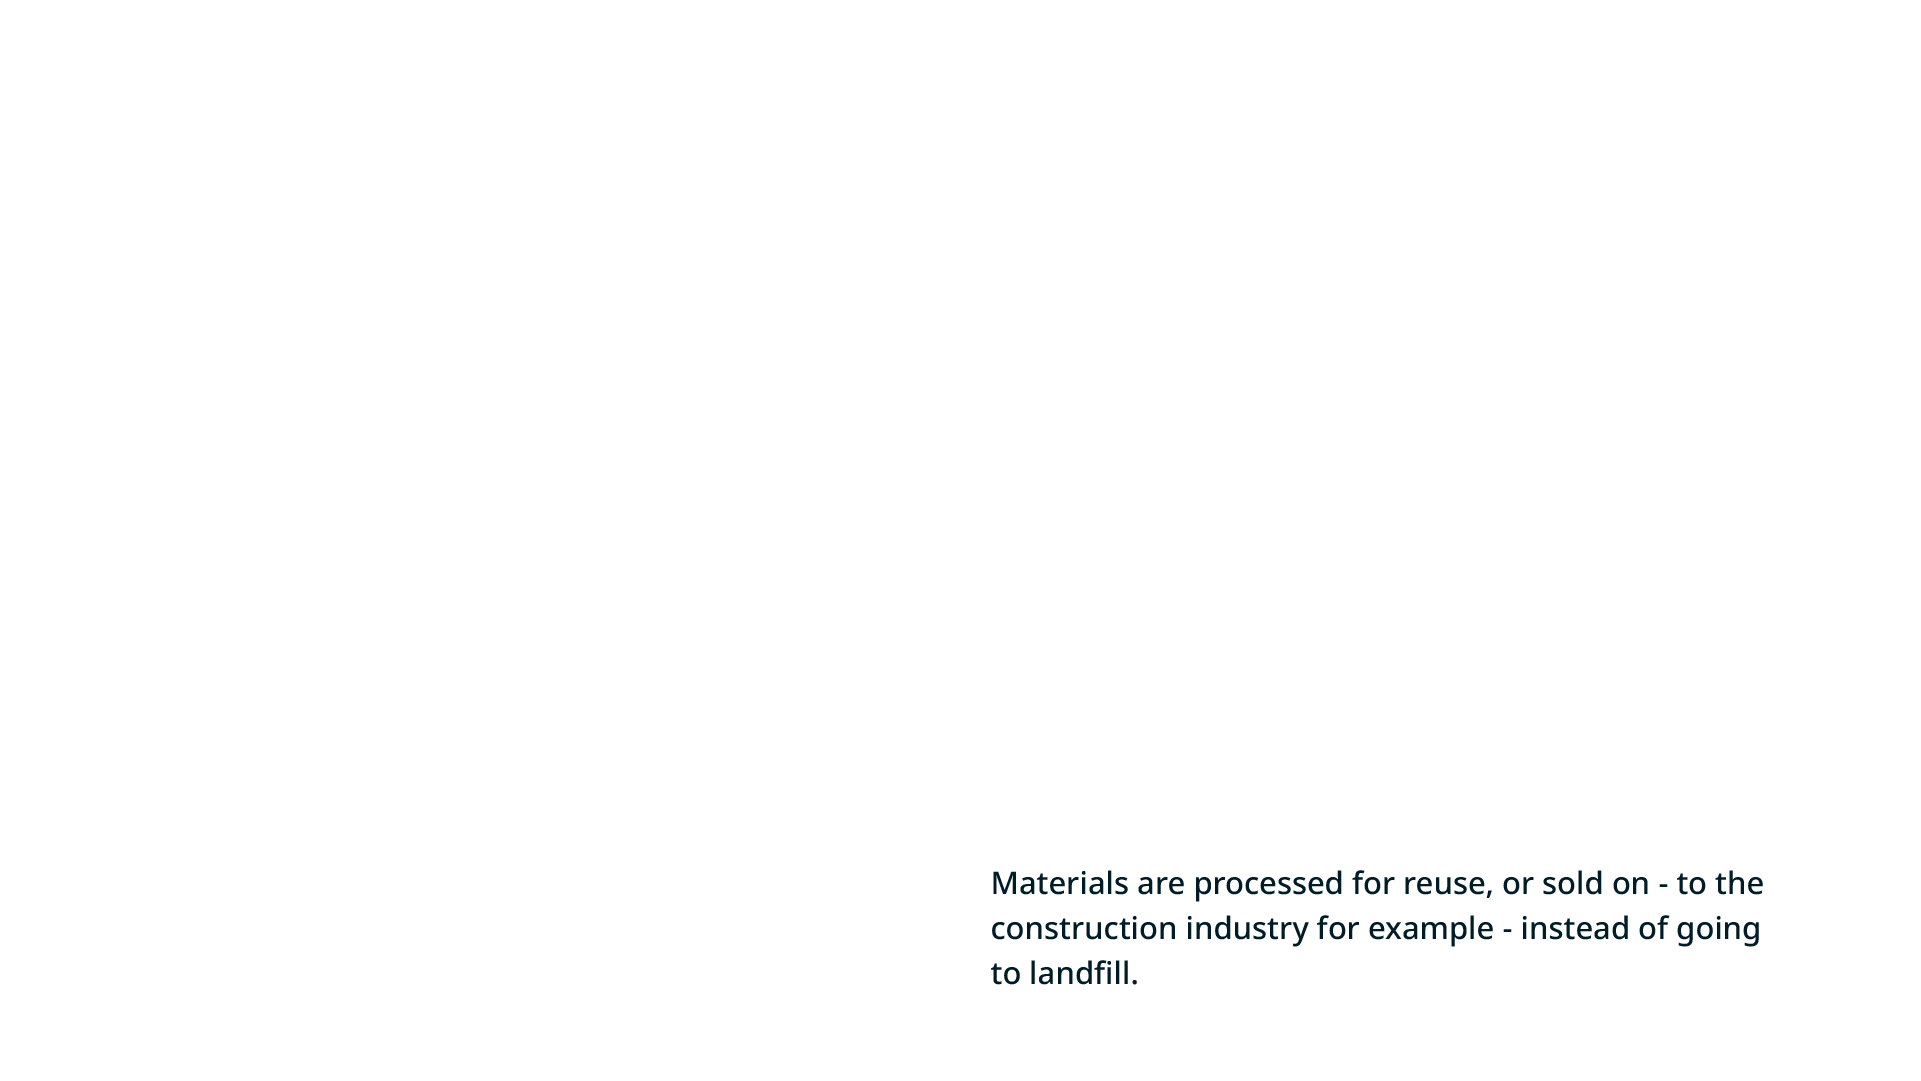 Materials are processed for reuse, or sold on - to the
construction industry for example - instead of going
to landfill.